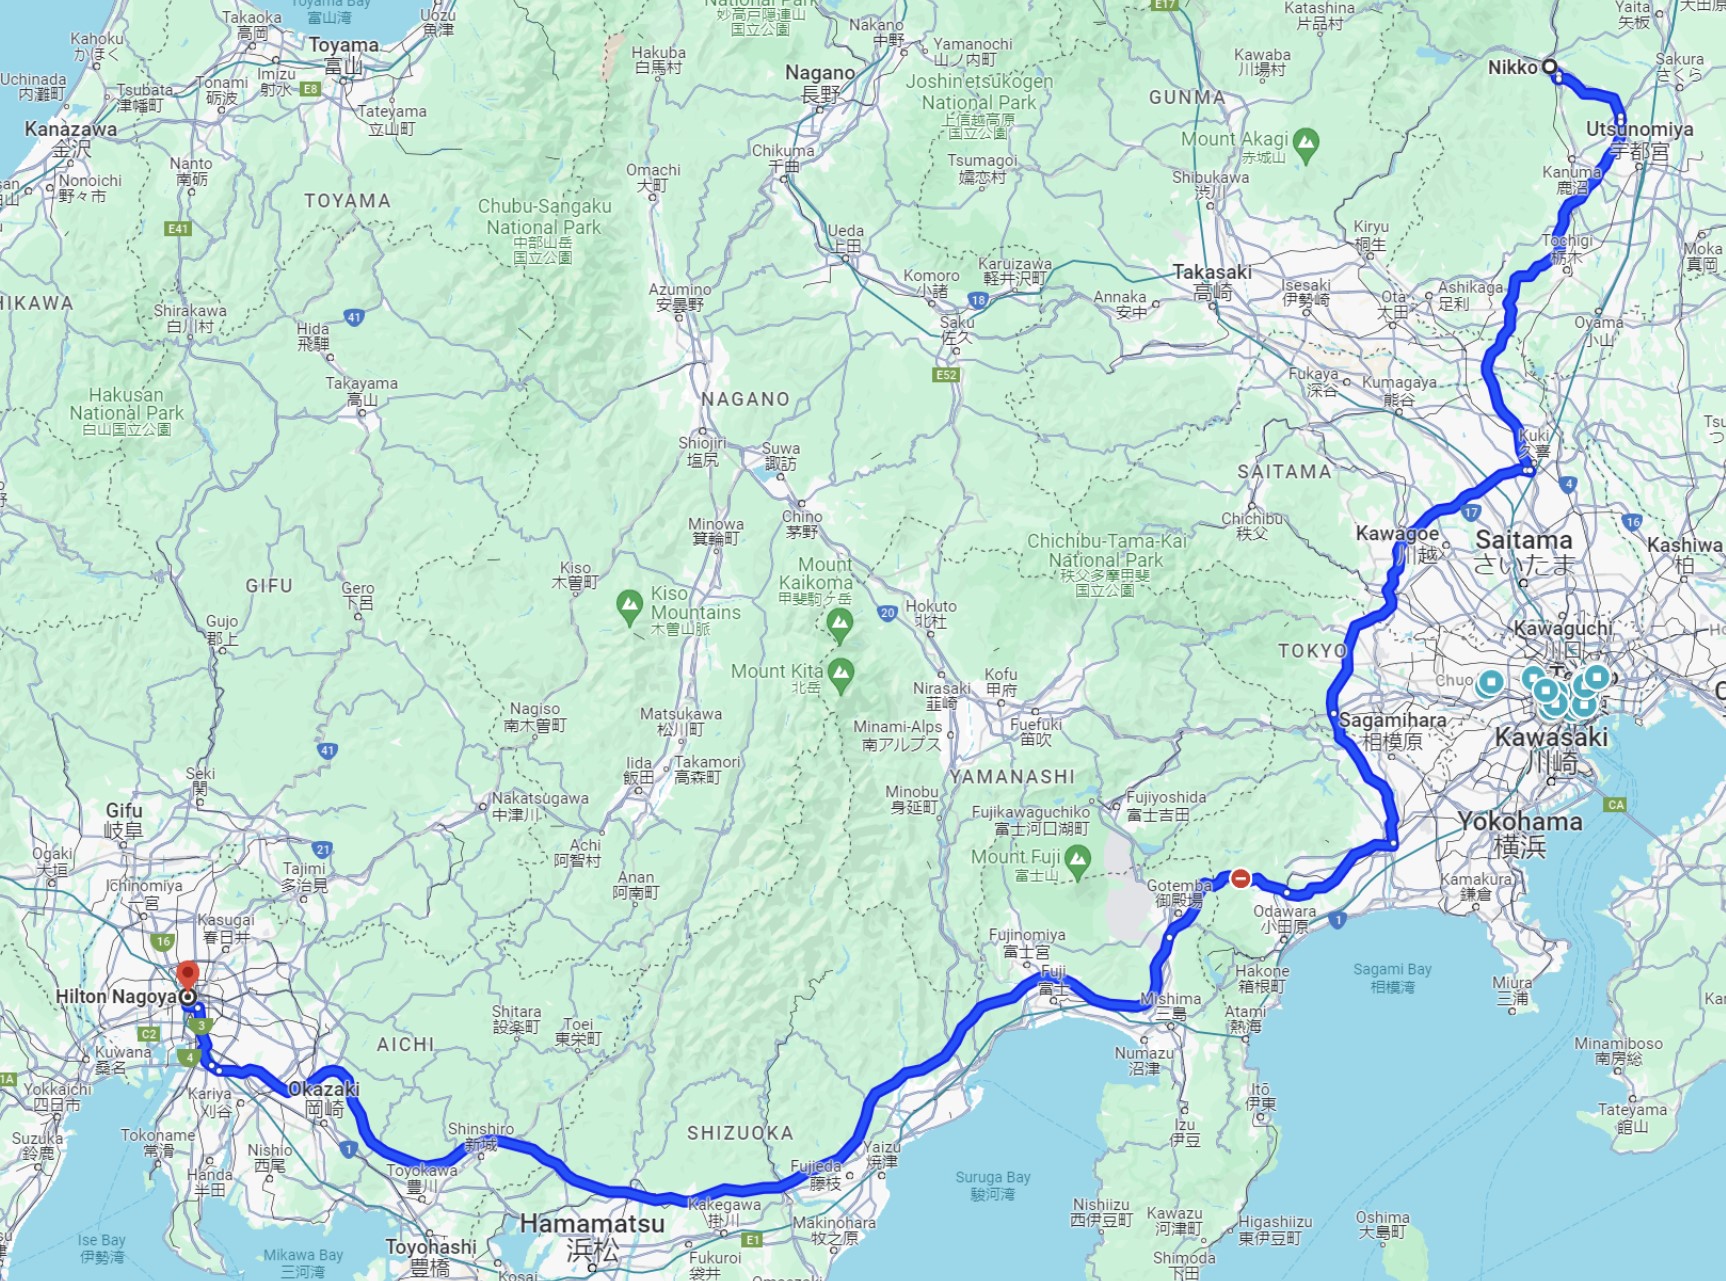 Toyama Bay
富山湾
Takaoka
高岡
Uozu
魚津
National Park
妙高戸隠連山
国立公園
Nakano
中野
E17
Katashina
片品村
Yaita
矢板
Kahoku
かほく
Toyama
富山
Hakuba
白馬村
Yamanochi
山ノ内町
Kawaba
川場村
Nikko
Sakura
さくら
Uchinada
内灘町
Tsubata
津幡町
Tonami
砺波
Imizu
射水
E8
Nagano
長野
Joshinetsukogen
National Park
上信越高原
国立公園
GUNMA
Tateyama
立山町
Kanazawa
金沢
Mount Akagi
赤城山
Utsunomiya
宇都宮
Nanto
南砺
Chikuma
千曲
Tsumagoi
嬬恋村
Shibukawa
渋川
Kanuma
鹿沼
Nonoichi
野々市
Omachi
大町
TOYAMA
Chubu-Sangaku
National Park
中部山岳
国立公園
E41
Ueda
上田
Kiryu
桐生
Tochigi
栃木
Moka
真岡
Komoro
小諸
Karuizawa
軽井沢町
Takasaki
高崎
Isesaki
伊勢崎
Ota
太田
Ashikaga
足利
Annaka
安中
18
Azumino
安曇野
Shirakawa
白川村
41
Hida
飛騨
Saku
佐久
Oyama
小山
E52
Fukaya
深谷
Kumagaya
熊谷
Takayama
高山
Hakusan
National Park
白山国立公園
NAGANO
Shiojiri
塩尻
Suwa
諏訪
Kuki
久喜
SAITAMA
4
17
16
Chino
茅野
Minowa
箕輪町
Chichibu
秩父
Kawagoe
川越
Saitama
さいたま
Kashiwa
柏
Chichibu-Tama-Kai
National Park
秩父多摩甲斐
国立公園
Mount
Kaikoma
甲斐駒ヶ岳
Kiso
木曽町
GIFU
Gero
下呂
Kiso
Mountains
木曽山脈
20
Hokuto
北杜
Gujo
郡上
Kawaguchi
川口
TOKYO
Chuo
Mount Kita
北岳
Nirasaki
韮崎
Kofu
甲府
Fuefuki
笛吹
Nagiso
南木曽町
Matsukawa
松川町
Minami-Alps
南アルプス
Sagamihara
相模原
Kawasaki
川崎
41
Iida
飯田
Takamori
高森町
YAMANASHI
Seki
関
Nakatsugawa
中津川
Minobu
身延町
Fujiyoshida
富士吉田
Fujikawaguchiko
富士河口湖町
CA
Gifu
岐阜
Yokohama
横浜
21
Achi
阿智村
Mount Fuji
富士山
Ogaki
大垣
Tajimi
多治見
Anan
阿南町
Ichinomiya
一宮
Gotemba
御殿場
Kamakura
鎌倉
Odawara
小田原
1
Kasugai
春日井
16
Fujinomiya
富士宮
Hakone
箱根町
Sagami Bay
相模湾
Miura
三浦
Fuji
富士
Hilton Nagoya
Mishima
三島
Atami
熱海
3
C2
4
Shitara
設楽町
Toei
東栄町
AICHI
Kuwana
桑名
Numazu
沼津
Minamiboso
南房総
1A
Yokkaichi
四日市
Kariya
刈谷
Okazaki
岡崎
Itō
伊東
Tateyama
館山
Izu
伊豆
Suzuka
鈴鹿
Tokoname
常滑
Nishio
西尾
1
Shinshiro
新城
SHIZUOKA
Yaizu
焼津
Handa
半田
Toyokawa
豊川
Fujieda
藤枝
Suruga Bay
駿河湾
Kakegawa
掛川
Makinohara
牧之原
Nishiizu
西伊豆町
Kawazu
河津町
Higashiizu
東伊豆町
Oshima
大島町
Hamamatsu
浜松
E1
Ise Bay
伊勢湾
Mikawa Bay
三河湾
Toyohashi
豊橋
Fukuroi
袋井
Kosai
Shimoda
下田